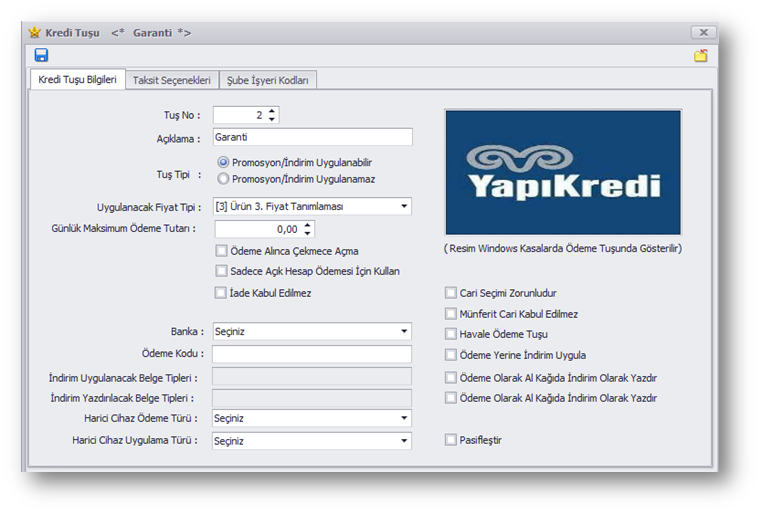 Kredi Tuşu <* Garanti *>
Kredi Tuşu Bilgileri Taksit Seçenekleri Şube İşyeri Kodları
Tuş No : 2
Açıklama : Garanti
Tuş Tipi : Promosyon/İndirim Uygulanabilir
Promosyon/İndirim Uygulanamaz
YapıKredi
Uygulanacak Fiyat Tipi : [3] Ürün 3. Fiyat Tanımlaması
Günlük Maksimum Ödeme Tutarı : 0,00
( Resim Windows Kasalarda Ödeme Tuşunda Gösterilir)
Ödeme Alınca Çekmece Açma
Sadece Açık Hesap Ödemesi İçin Kullan
İade Kabul Edilmez
Cari Seçimi Zorunludur
Münferit Cari Kabul Edilmez
Banka : Seçiniz
Havale Ödeme Tuşu
Ödeme Kodu :
Ödeme Yerine İndirim Uygula
İndirim Uygulanacak Belge Tipleri :
Ödeme Olarak Al Kağıda İndirim Olarak Yazdır
İndirim Yazdırılacak Belge Tipleri :
Ödeme Olarak Al Kağıda İndirim Olarak Yazdır
Harici Cihaz Ödeme Türü : Seçiniz
Harici Cihaz Uygulama Türü : Seçiniz
Pasifleştir